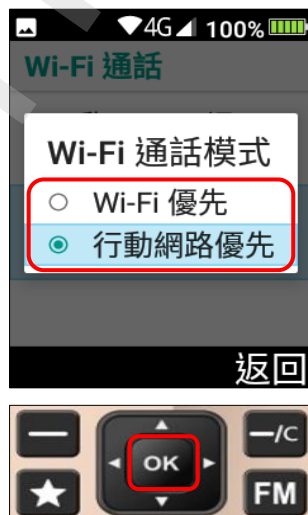 4G 100%
Wi-Fi 通話
Wi-Fi 通話模式
Wi-Fi 優先
行動網路優先
返回
OK
/C
FM